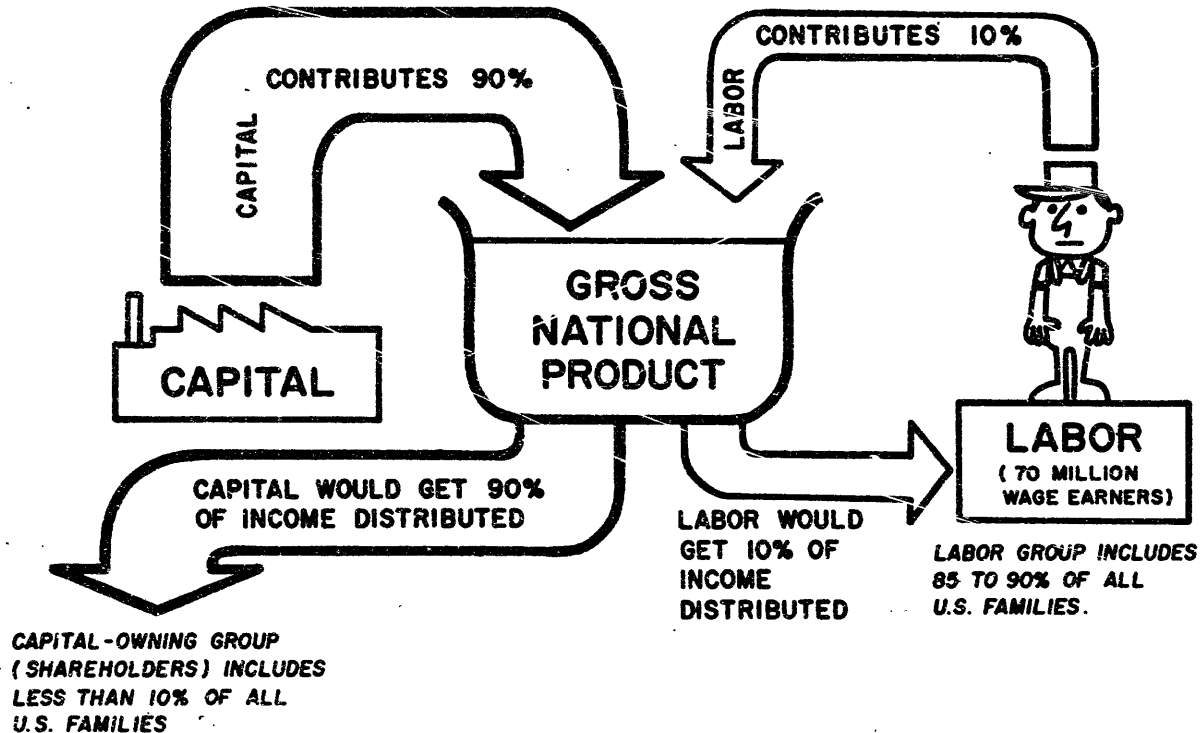 CONTRIBUTES 90%
CAPITAL
CONTRIBUTES 10%
LABOR
GROSS
NATIONAL
PRODUCT
CAPITAL
LABOR
(70 MILLION
WAGE EARNERS)
CAPITAL WOULD GET 90%
OF INCOME DISTRIBUTED
LABOR WOULD
GET 10% OF
INCOME
DISTRIBUTED
LABOR GROUP INCLUDES
85 TO 90% OF ALL
U.S. FAMILIES.
CAPITAL-OWNING GROUP
(SHAREHOLDERS) INCLUDES
LESS THAN 10% OF ALL
U.S. FAMILIES